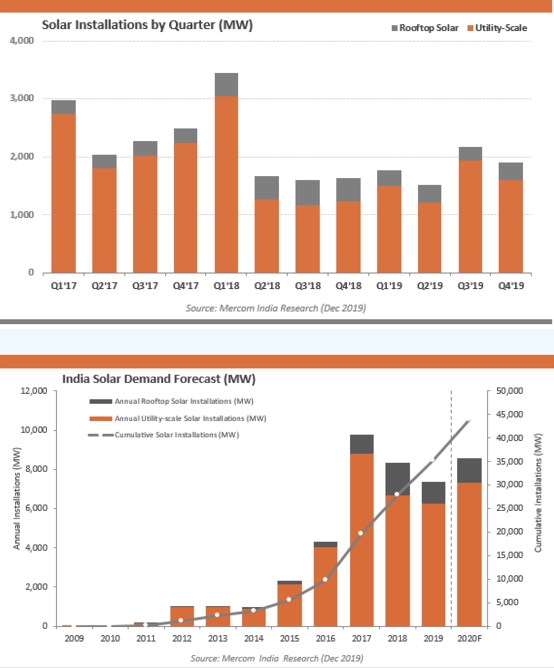 Solar Installations by Quarter (MW)
Rooftop Solar Utility-Scale
4,000
3,000
2,000
1,000
0
Q1'17 Q2'17 Q3'17 Q4'17 Q1'18 Q2'18 Q3'18 Q4'18 Q1'19 Q2'19 Q3'19 Q4'19
Source: Mercom India Research (Dec 2019)
India Solar Demand Forecast (MW)
Annual Rooftop Solar Installations (MW)
Annual Utility-scale Solar Installations (MW)
Cumulative Solar Installations (MW)
Annual Installations (MW)
12,000
10,000
8,000
6,000
4,000
2,000
0
50,000
45,000
40,000
35,000
30,000
25,000
20,000
15,000
10,000
5,000
0
Cumulative Installations (MW)
2009 2010 2011 2012 2013 2014 2015 2016 2017 2018 2019 2020F
Source: Mercom India Research (Dec 2019)